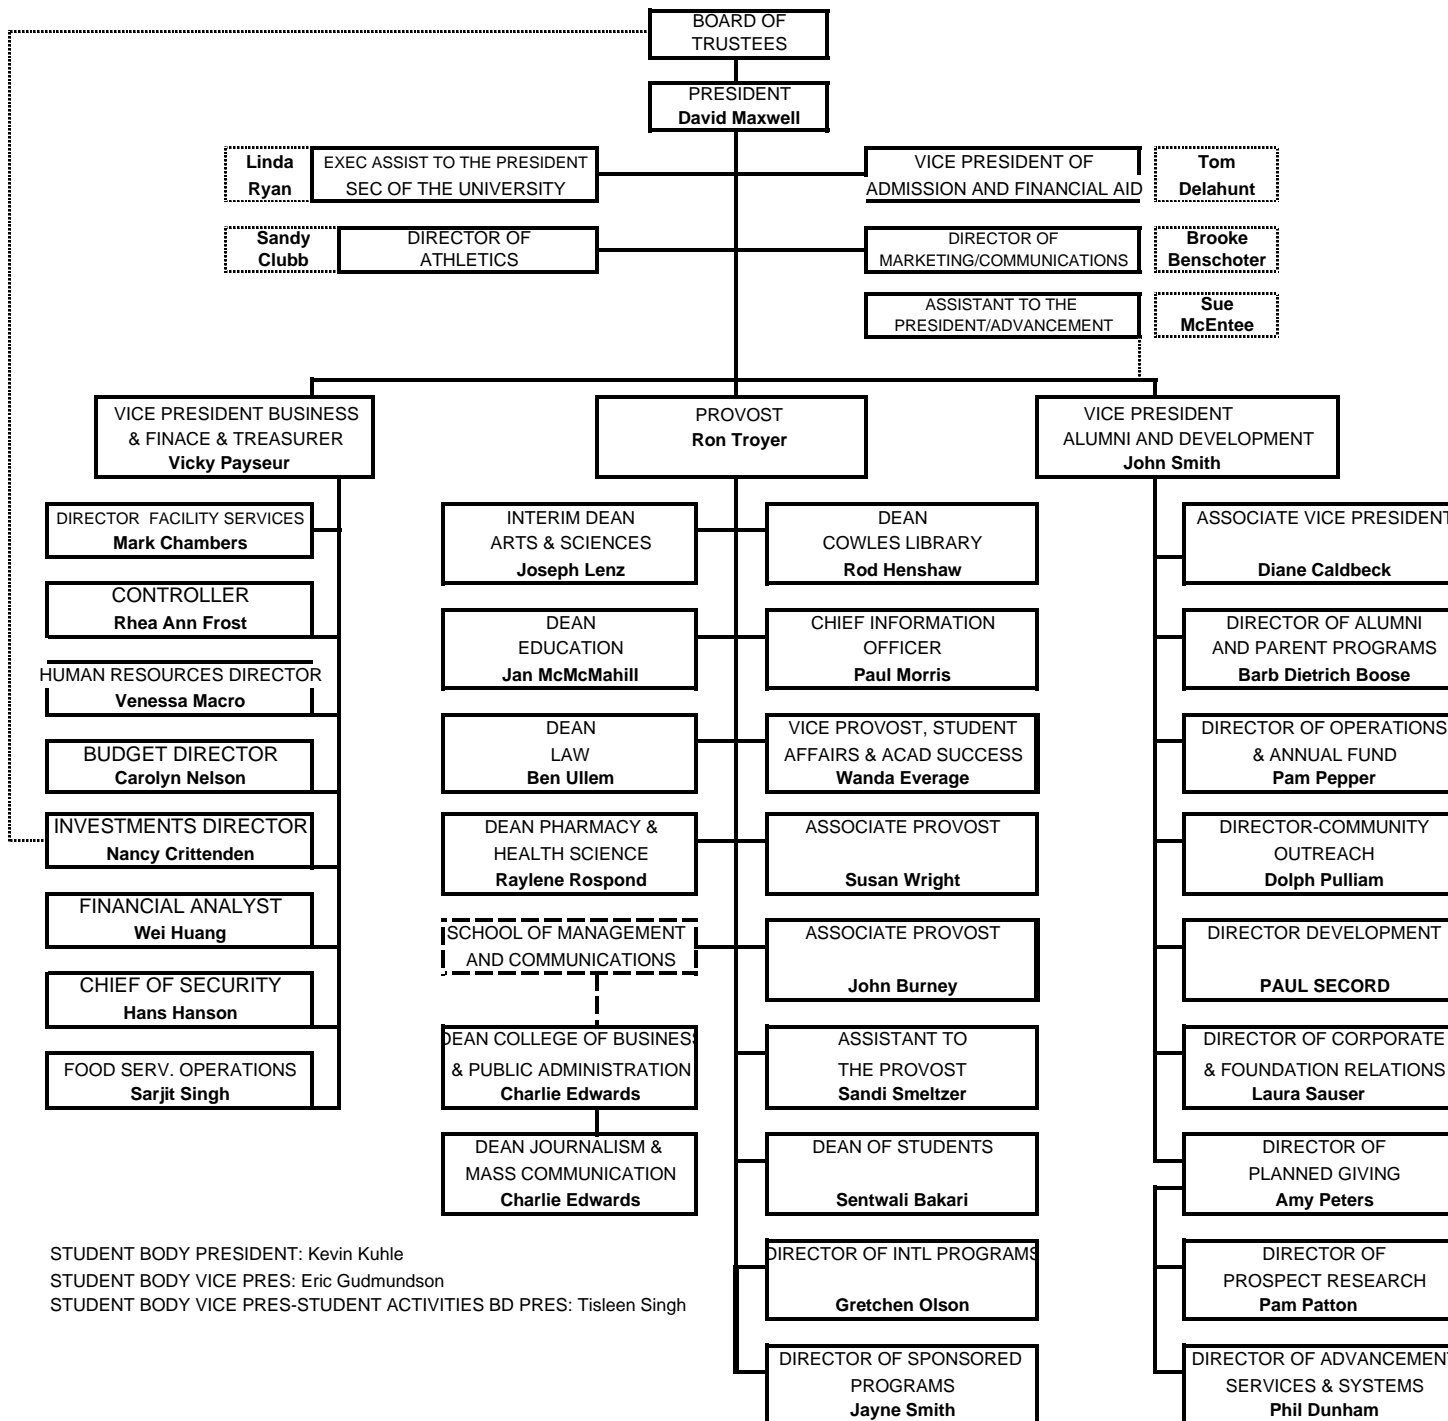 BOARD OF
TRUSTEES
PRESIDENT
David Maxwell
Linda
Ryan
EXEC ASSIST TO THE PRESIDENT
SEC OF THE UNIVERSITY
VICE PRESIDENT OF
ADMISSION AND FINANCIAL AID
Tom
Delahunt
Sandy
Clubb
DIRECTOR OF
ATHLETICS
DIRECTOR OF
MARKETING/COMMUNICATIONS
Brooke
Benschoter
ASSISTANT TO THE
PRESIDENT/ADVANCEMENT
Sue
McEntee
VICE PRESIDENT BUSINESS
& FINACE & TREASURER
Vicky Payseur
PROVOST
Ron Troyer
VICE PRESIDENT
ALUMNI AND DEVELOPMENT
John Smith
DIRECTOR FACILITY SERVICES
Mark Chambers
CONTROLLER
Rhea Ann Frost
HUMAN RESOURCES DIRECTOR
Venessa Macro
BUDGET DIRECTOR
Carolyn Nelson
INVESTMENTS DIRECTOR
Nancy Crittenden
FINANCIAL ANALYST
Wei Huang
CHIEF OF SECURITY
Hans Hanson
FOOD SERV. OPERATIONS
Sarjit Singh
INTERIM DEAN
ARTS & SCIENCES
Joseph Lenz
DEAN
EDUCATION
Jan McMcMahill
DEAN
LAW
Ben Ullem
DEAN PHARMACY &
HEALTH SCIENCE
Raylene Rospond
SCHOOL OF MANAGEMENT
AND COMMUNICATIONS
DEAN COLLEGE OF BUSINESS
& PUBLIC ADMINISTRATION
Charlie Edwards
DEAN JOURNALISM &
MASS COMMUNICATION
Charlie Edwards
DEAN
COWLES LIBRARY
Rod Henshaw
CHIEF INFORMATION
OFFICER
Paul Morris
VICE PROVOST, STUDENT
AFFAIRS & ACAD SUCCESS
Wanda Everage
ASSOCIATE PROVOST
Susan Wright
ASSOCIATE PROVOST
John Burney
ASSISTANT TO
THE PROVOST
Sandi Smeltzer
DEAN OF STUDENTS
Sentwali Bakari
DIRECTOR OF INTL PROGRAMS
Gretchen Olson
DIRECTOR OF SPONSORED
PROGRAMS
Jayne Smith
ASSOCIATE VICE PRESIDENT
Diane Caldbeck
DIRECTOR OF ALUMNI
AND PARENT PROGRAMS
Barb Dietrich Boose
DIRECTOR OF OPERATIONS
& ANNUAL FUND
Pam Pepper
DIRECTOR-COMMUNITY
OUTREACH
Dolph Pulliam
DIRECTOR DEVELOPMENT
PAUL SECORD
DIRECTOR OF CORPORATE
& FOUNDATION RELATIONS
Laura Sauser
DIRECTOR OF
PLANNED GIVING
Amy Peters
DIRECTOR OF
PROSPECT RESEARCH
Pam Patton
DIRECTOR OF ADVANCEMENT
SERVICES & SYSTEMS
Phil Dunham
STUDENT BODY PRESIDENT: Kevin Kuhle
STUDENT BODY VICE PRES: Eric Gudmundson
STUDENT BODY VICE PRES-STUDENT ACTIVITIES BD PRES: Tisleen Singh